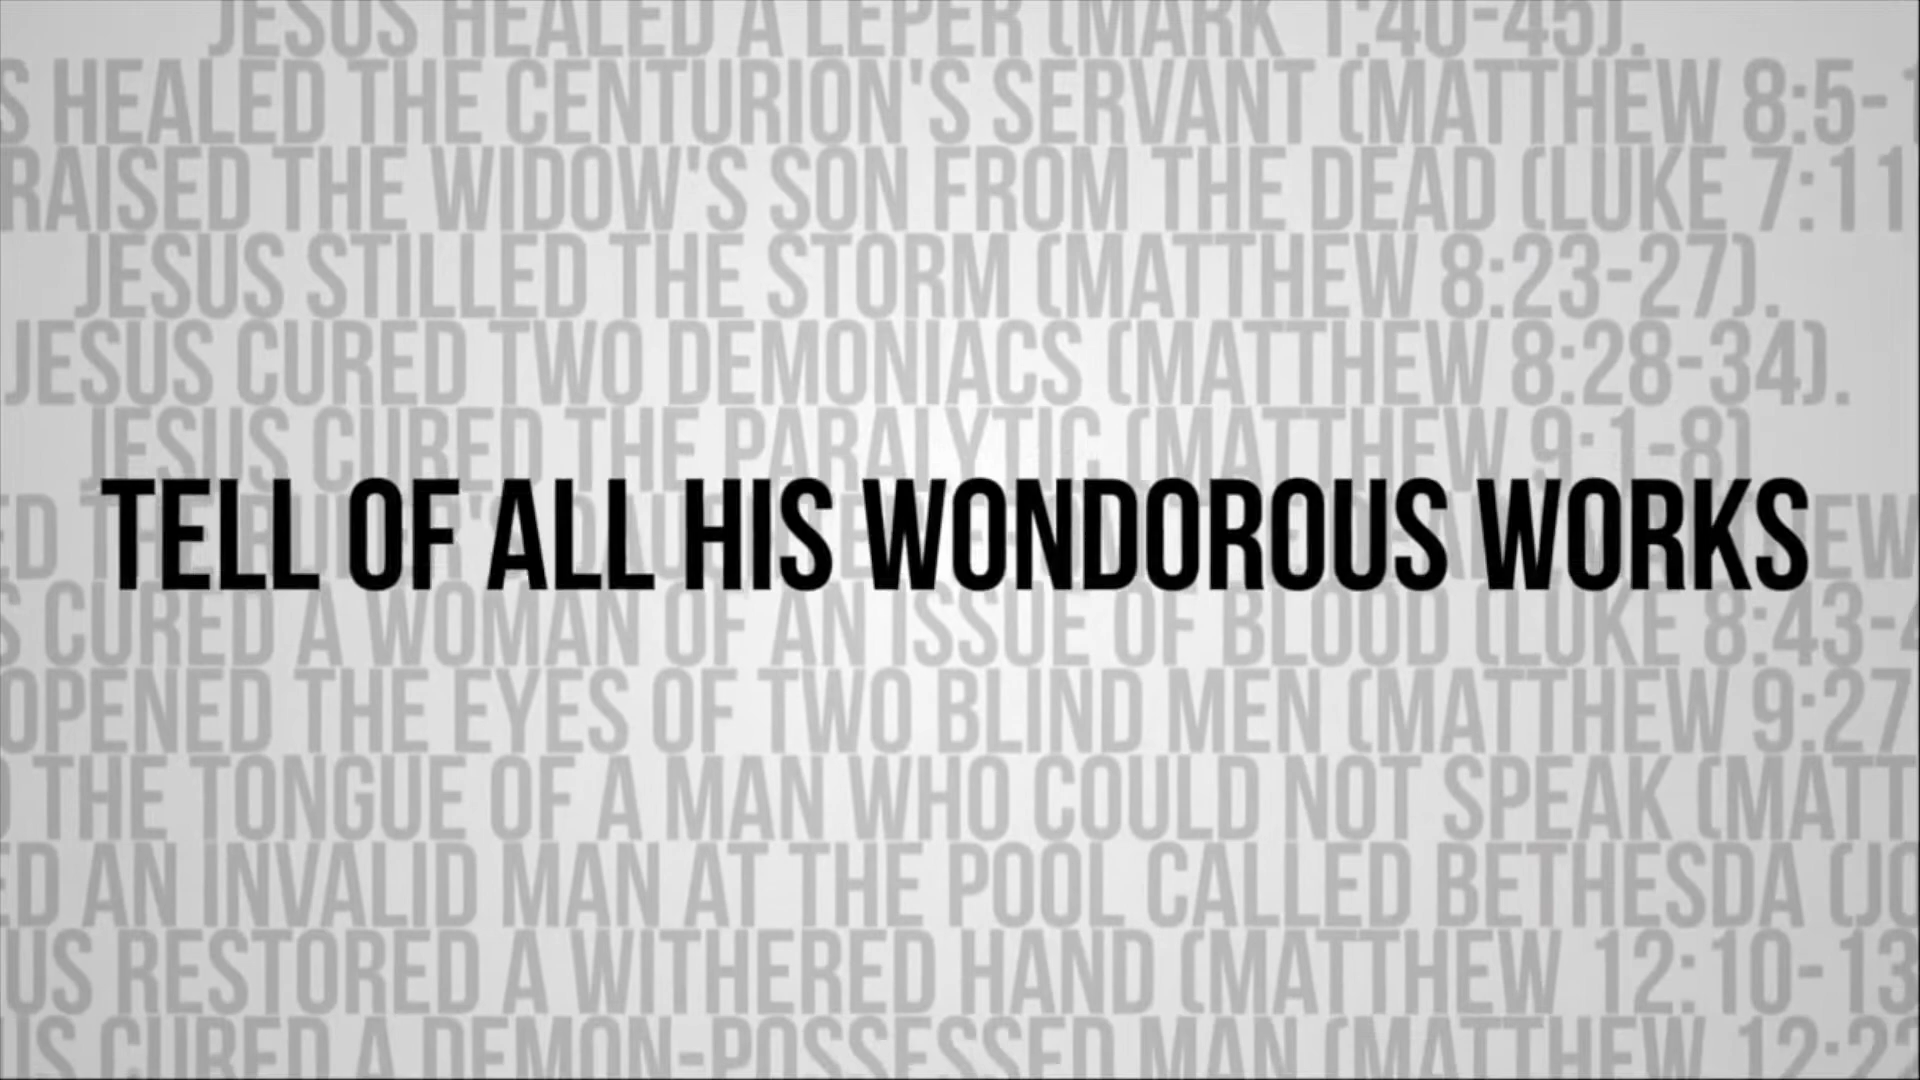 JESUS HEALED A LEPER (MARK 1:40-45).
S HEALED THE CENTURION'S SERVANT (MATTHEW 8:5-
RAISED THE WIDOW'S SON FROM THE DEAD (LUKE 7:11
JESUS STILLED THE STORM (MATTHEW 8:23-27).
JESUS CURED TWO DEMONIACS (MATTHEW 8:28-34).
JESUS CURED THE PARALYTIC (MATTHEW 9:1-8)
TELL OF ALL HIS WONDOROUS WORKS
S CURED A WOMAN OF AN ISSUE OF BLOOD (LUKE 8:43-4
OPENED THE EYES OF TWO BLIND MEN (MATTHEW 9:27
THE TONGUE OF A MAN WHO COULD NOT SPEAK (MATT
ED AN INVALID MAN AT THE POOL CALLED BETHESDA (JO
US RESTORED A WITHERED HAND (MATTHEW 12:10-13
US CURED A DEMON-POSSESSED MAN (MATTHEW 12:22